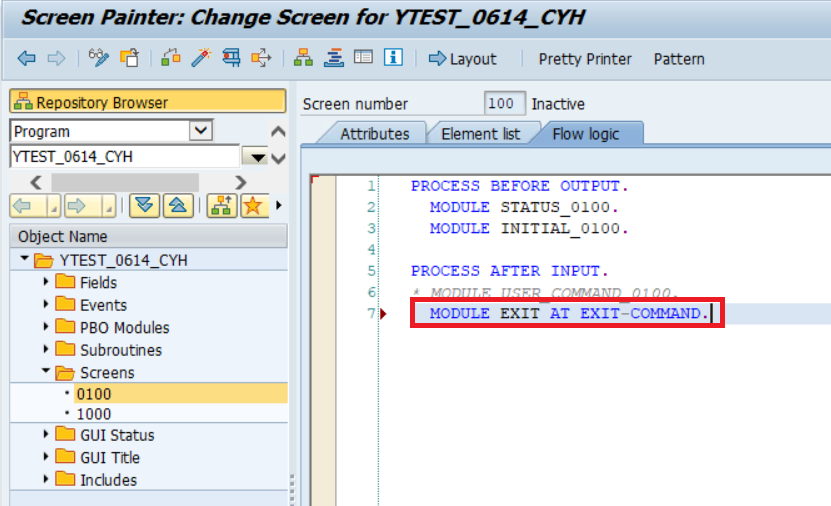 Screen Painter: Change Screen for YTEST_0614_CYH
Layout Pretty Printer Pattern
Repository Browser
Program
YTEST_0614_CYH
Object Name
YTEST_0614_CYH
Fields
Events
PBO Modules
Subroutines
Screens
0100
1000
GUI Status
GUI Title
Includes
Screen number 100 Inactive
Attributes Element list Flow logic
1 PROCESS BEFORE OUTPUT.
2 MODULE STATUS_0100.
3 MODULE INITIAL_0100.
4
5 PROCESS AFTER INPUT.
6 * MODULE USER_COMMAND_0100.
7 MODULE EXIT AT EXIT-COMMAND.